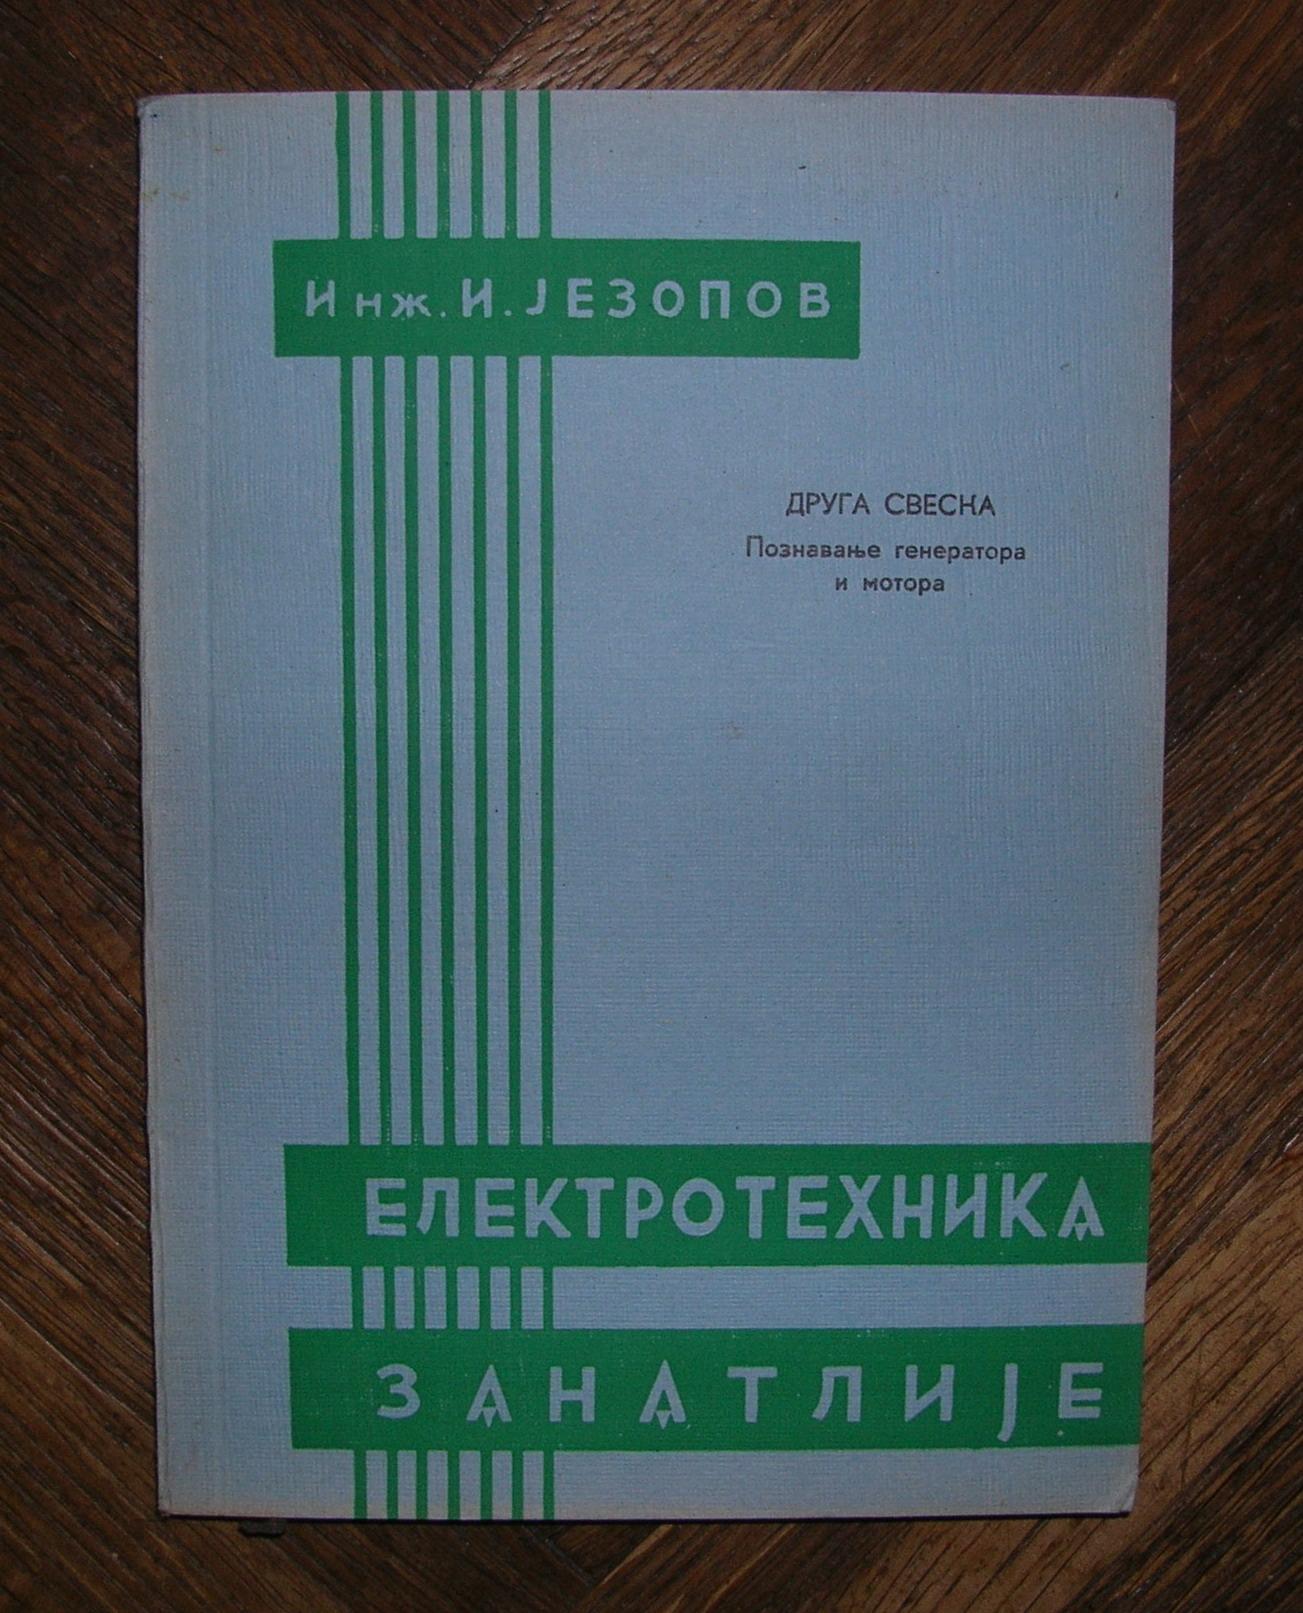 Инж. И. ЈЕЗОПОВ
ДРУГА СВЕСКА
Познавање генератора
и мотора
ЕЛЕКТРОТЕХНИКА
ЗАНАТЛИЈЕ